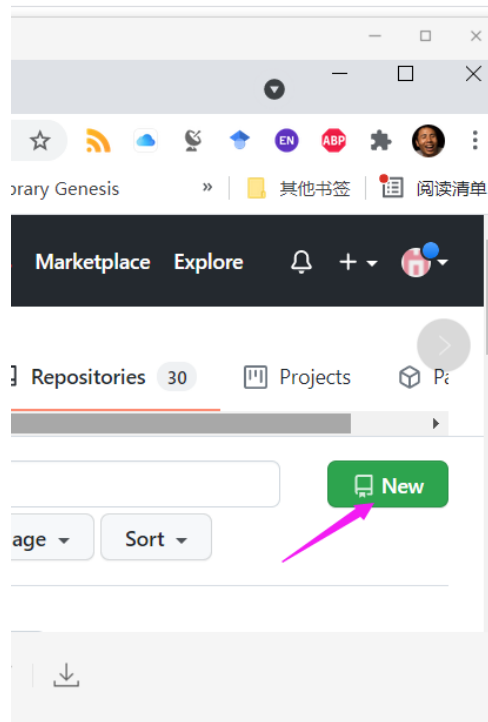 EN ABP
brary Genesis » 其他书签 阅读清单
Marketplace Explore
Repositories 30 Projects Pa
New
age Sort